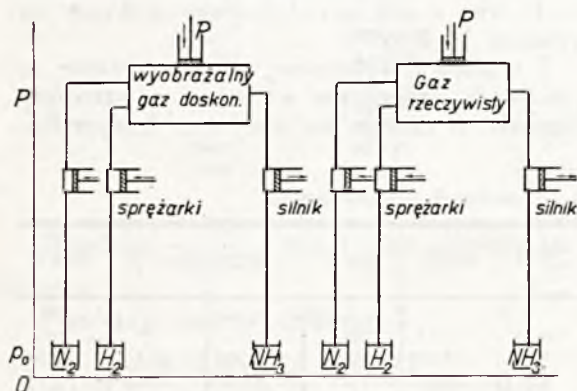 P P
wyobrażalny
gaz doskon.
Gaz
rzeczywisty
P
sprężarki silnik sprężarki silnik
p₀ N₂ H₂ NH₃ N₂ H₂ NH₃
0